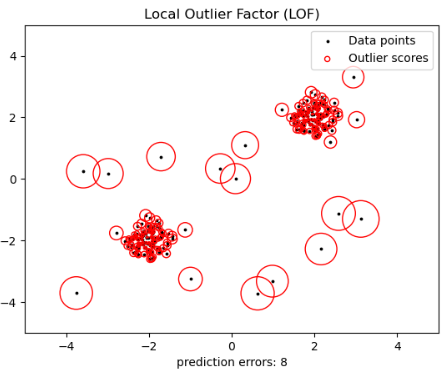 Local Outlier Factor (LOF)
Data points
Outlier scores
4
2
0
−2
−4
−4 −2 0 2 4
prediction errors: 8